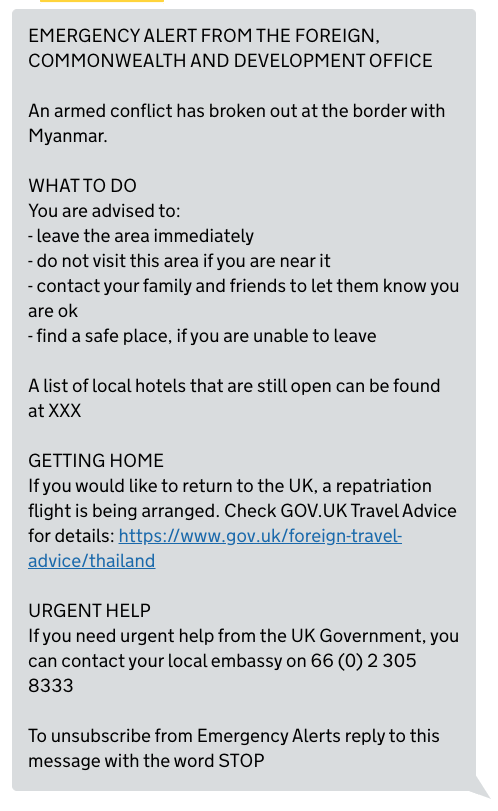 EMERGENCY ALERT FROM THE FOREIGN,
COMMONWEALTH AND DEVELOPMENT OFFICE
An armed conflict has broken out at the border with
Myanmar.
WHAT TO DO
You are advised to:
- leave the area immediately
- do not visit this area if you are near it
- contact your family and friends to let them know you
are ok
- find a safe place, if you are unable to leave
A list of local hotels that are still open can be found
at XXX
GETTING HOME
If you would like to return to the UK, a repatriation
flight is being arranged. Check GOV.UK Travel Advice
for details: https://www.gov.uk/foreign-travel-
advice/thailand
URGENT HELP
If you need urgent help from the UK Government, you
can contact your local embassy on 66 (0) 2 305
8333
To unsubscribe from Emergency Alerts reply to this
message with the word STOP